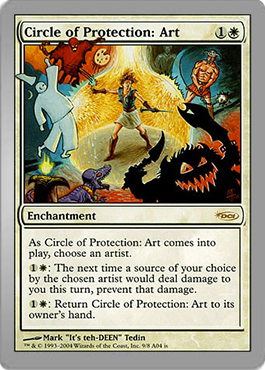 Circle of Protection: Art 1
Enchantment
DCI
As Circle of Protection: Art comes into
play, choose an artist.
1: The next time a source of your choice
by the chosen artist would deal damage to
you this turn, prevent that damage.
1: Return Circle of Protection: Art to its
owner's hand.
Mark "It's teh-DEEN" Tedin
™ & © 1993–2004 Wizards of the Coast, Inc. 9/8 A04 is